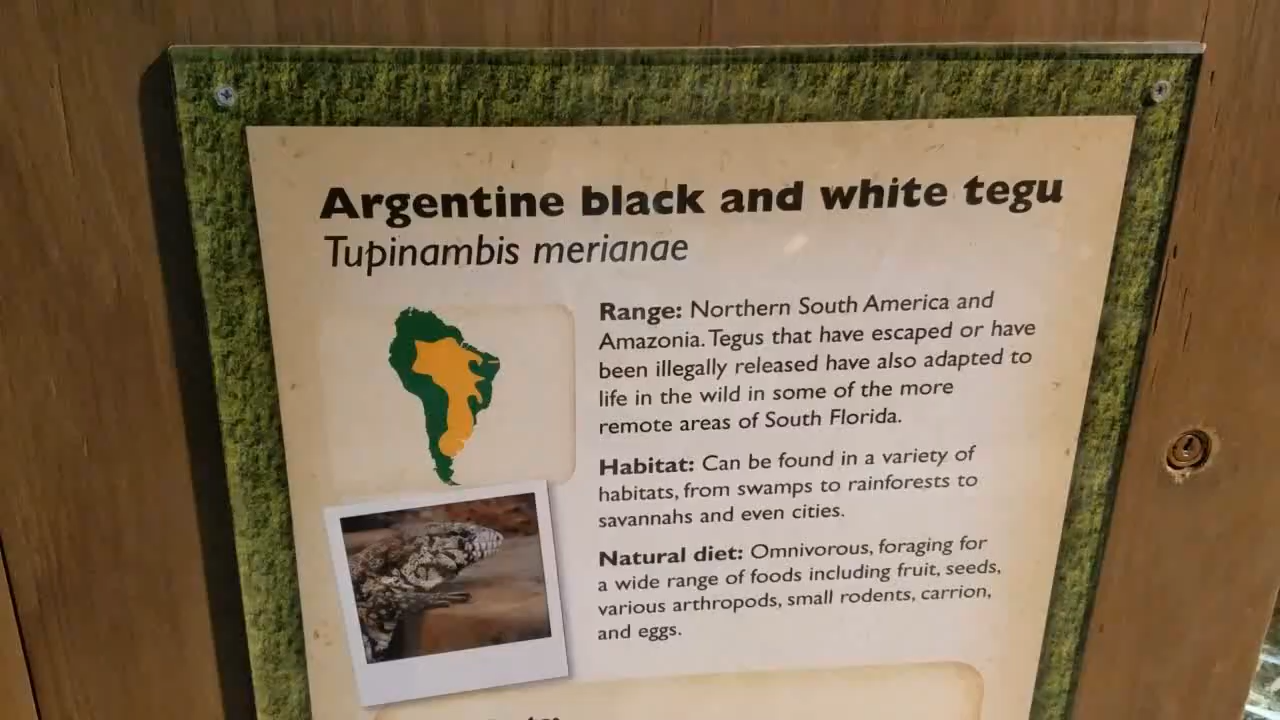 Argentine black and white tegu
Tupinambis merianae
Range: Northern South America and
Amazonia. Tegus that have escaped or have
been illegally released have also adapted to
life in the wild in some of the more
remote areas of South Florida.
Habitat: Can be found in a variety of
habitats, from swamps to rainforests to
savannahs and even cities.
Natural diet: Omnivorous, foraging for
a wide range of foods including fruit, seeds,
various arthropods, small rodents, carrion,
and eggs.